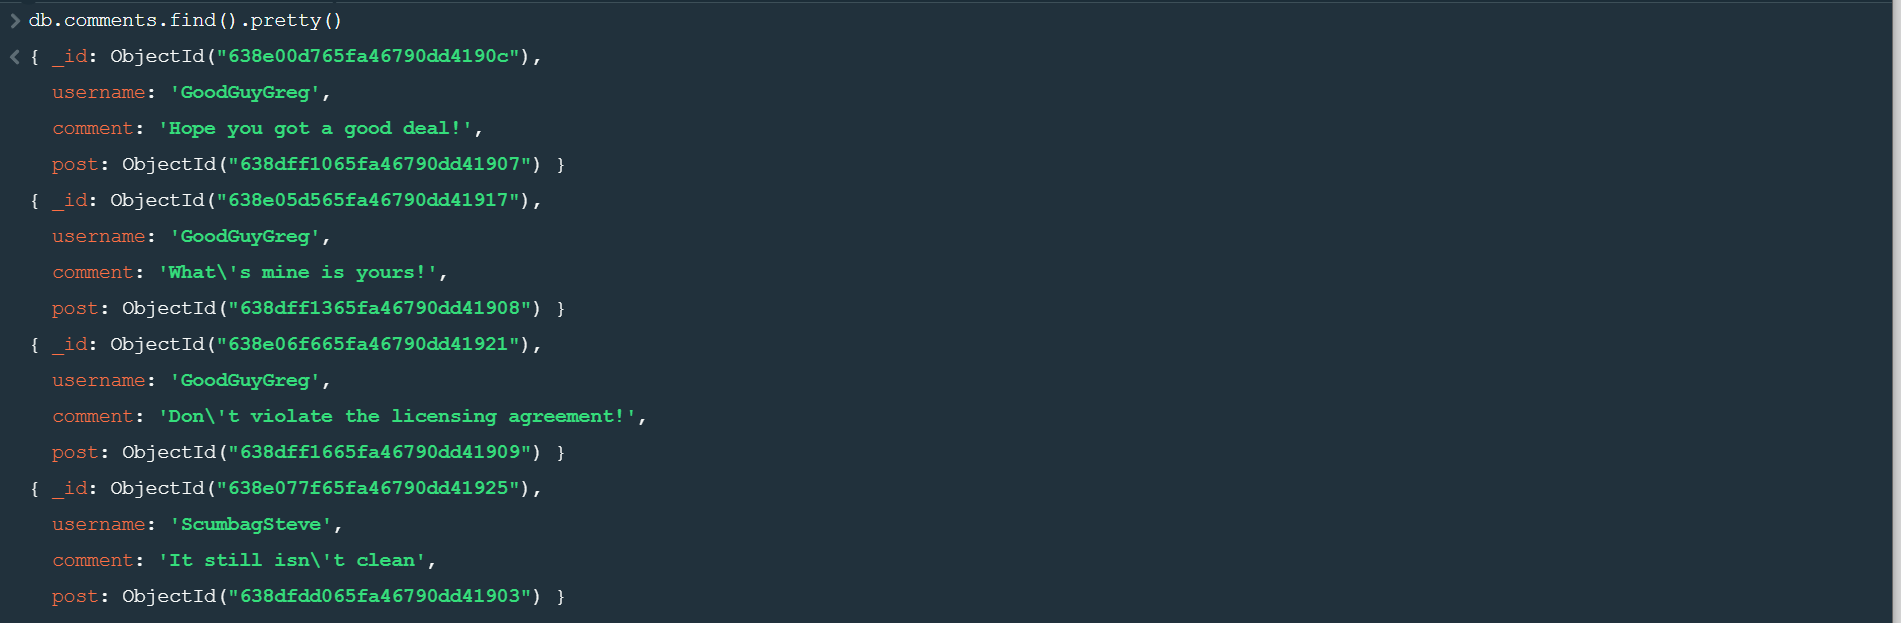 > db.comments.find().pretty()
< { _id: ObjectId("638e00d765fa46790dd4190c"),
username: 'GoodGuyGreg',
comment: 'Hope you got a good deal!',
post: ObjectId("638dff1065fa46790dd41907") }
{ _id: ObjectId("638e05d565fa46790dd41917"),
username: 'GoodGuyGreg',
comment: 'What\'s mine is yours!',
post: ObjectId("638dff1365fa46790dd41908") }
{ _id: ObjectId("638e06f665fa46790dd41921"),
username: 'GoodGuyGreg',
comment: 'Don\'t violate the licensing agreement!',
post: ObjectId("638dff1665fa46790dd41909") }
{ _id: ObjectId("638e077f65fa46790dd41925"),
username: 'ScumbagSteve',
comment: 'It still isn\'t clean',
post: ObjectId("638dfdd065fa46790dd41903") }